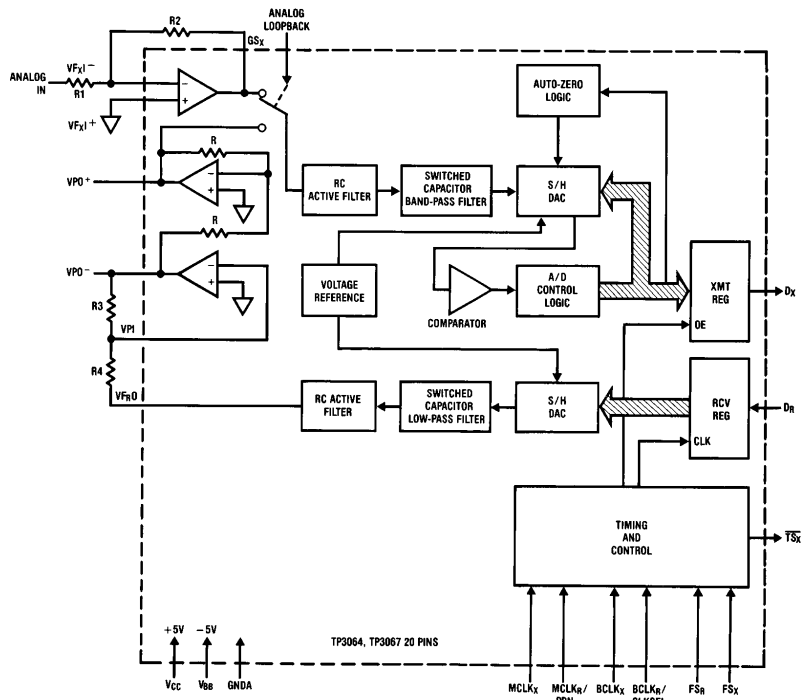 R2
ANALOG
LOOPBACK
GSX
ANALOG
IN
VFXI−
R1
VFXI+
−
+
AUTO-ZERO
LOGIC
R
VPO+
−
+
RC
ACTIVE FILTER
SWITCHED
CAPACITOR
BAND-PASS FILTER
S/H
DAC
R
VPO−
−
+
VOLTAGE
REFERENCE
COMPARATOR
A/D
CONTROL
LOGIC
XMT
REG
DX
OE
R3
VPI
R4
VFRO
RC ACTIVE
FILTER
SWITCHED
CAPACITOR
LOW-PASS FILTER
S/H
DAC
RCV
REG
DR
CLK
TIMING
AND
CONTROL
TSX
+5V
−5V
TP3064, TP3067 20 PINS
VCC
VBB
GNDA
MCLKX
MCLKR/
BCLKX
BCLKR/
FSR
FSX